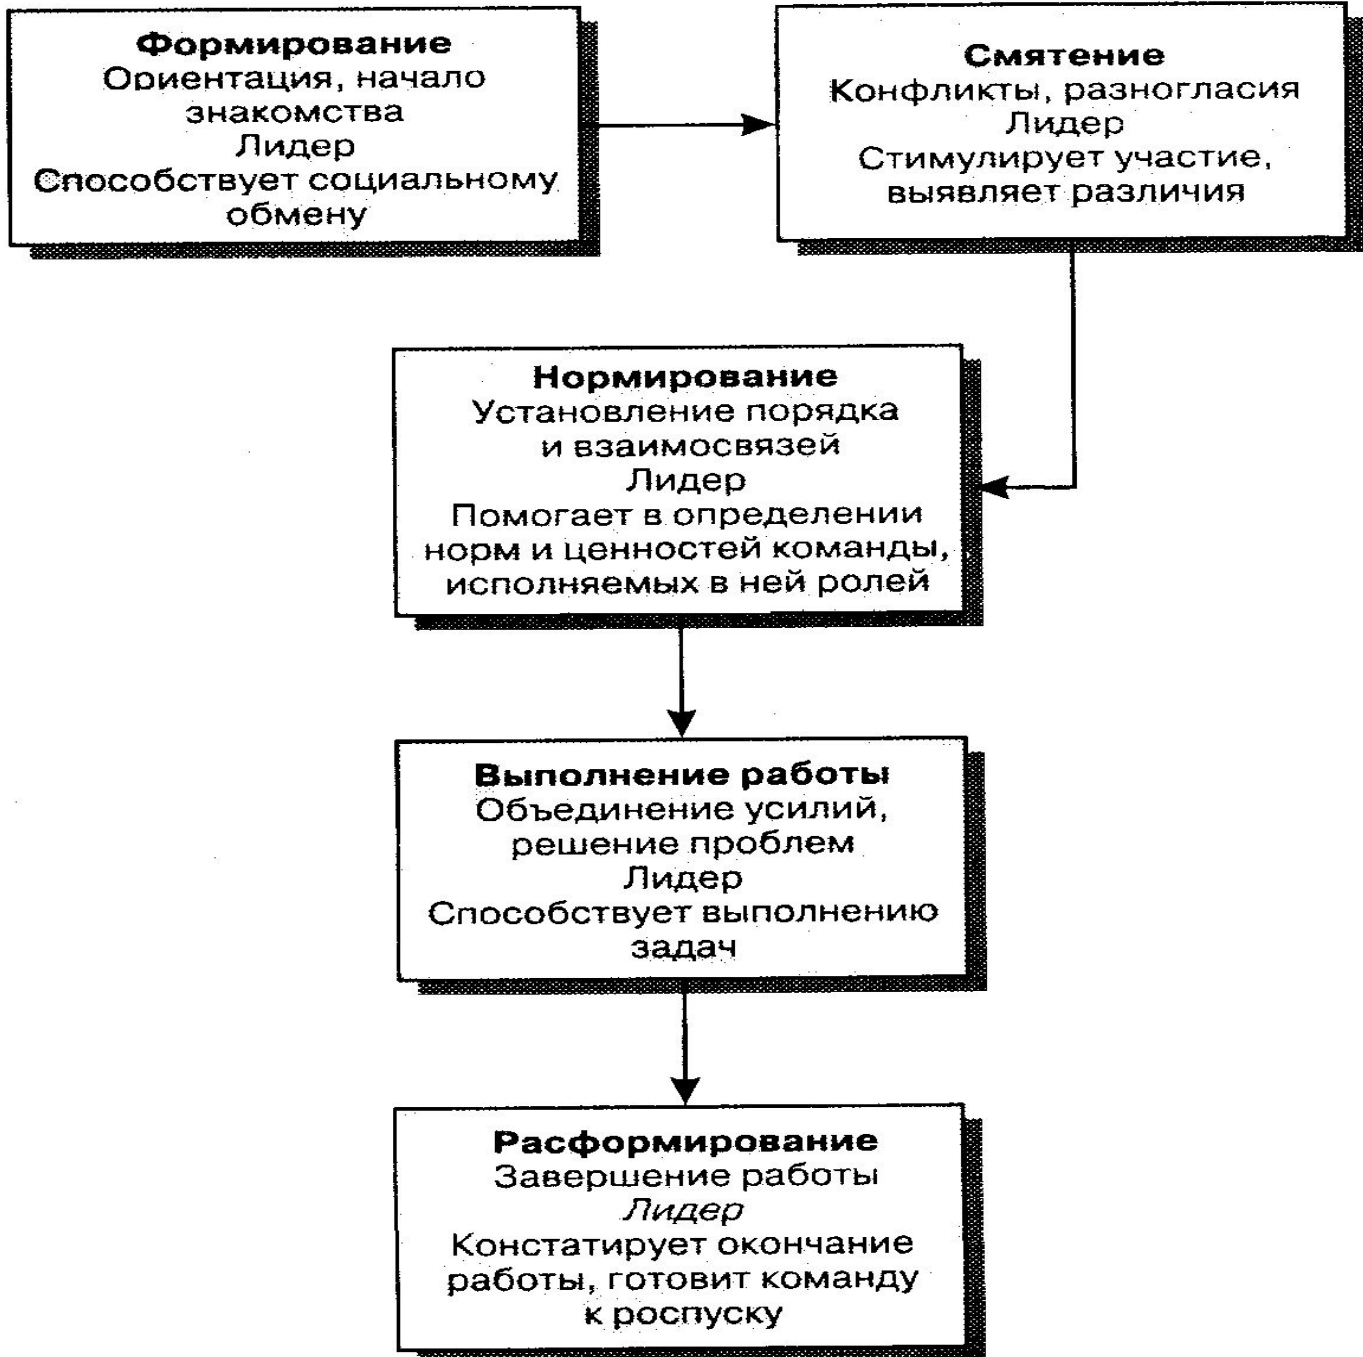 Формирование
Ориентация, начало
знакомства
Лидер
Способствует социальному
обмену
Смятение
Конфликты, разногласия
Лидер
Стимулирует участие,
выявляет различия
Нормирование
Установление порядка
и взаимосвязей
Лидер
Помогает в определении
норм и ценностей команды,
исполняемых в ней ролей
Выполнение работы
Объединение усилий,
решение проблем
Лидер
Способствует выполнению
задач
Расформирование
Завершение работы
Лидер
Констатирует окончание
работы, готовит команду
к роспуску